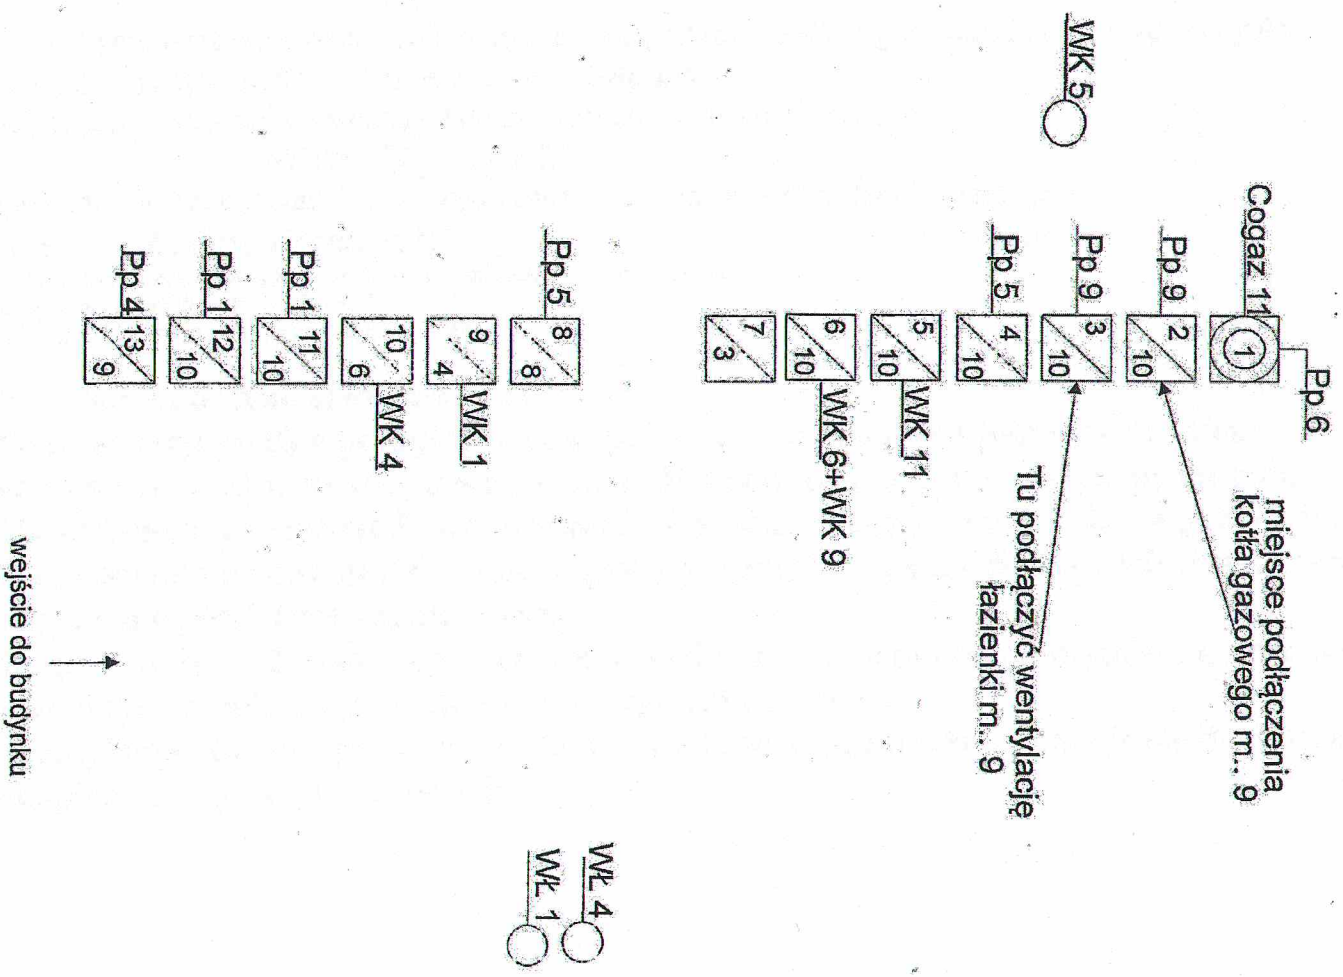 WK 5
Cogaz 11
Pp 6
1
Pp 9
2
10
Pp 9
3
10
Pp 5
4
10
5
10
WK 11
6
10
WK 6+WK 9
7
3
Pp 5
8
8
9
4
WK 1
10
6
WK 4
Pp 1
11
10
Pp 1
12
10
Pp 4
13
9
miejsce podłączenia
kotła gazowego m.. 9
Tu podłączyć wentylację
łazienki m.. 9
WŁ 4
WŁ 1
wejście do budynku